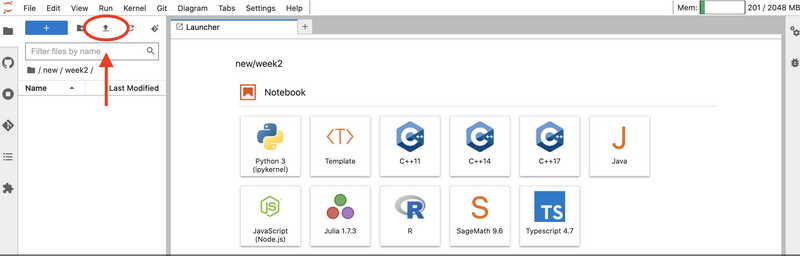 File Edit View Run Kernel Git Diagram Tabs Settings Help Mem: 201 / 2048 MB
Launcher
Filter files by name
/ new / week2 /
Name Last Modified
new/week2
Notebook
Python 3
(ipykernel)
<T>
Template
C++
C++11
C++
C++14
C++
C++17
J
Java
JS
JavaScript
(Node.js)
Julia 1.7.3
R
R
S
SageMath 9.6
TS
Typescript 4.7